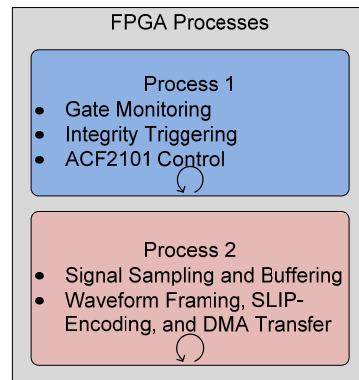 FPGA Processes
Process 1
• Gate Monitoring
• Integrity Triggering
• ACF2101 Control
Process 2
• Signal Sampling and Buffering
• Waveform Framing, SLIP-
Encoding, and DMA Transfer